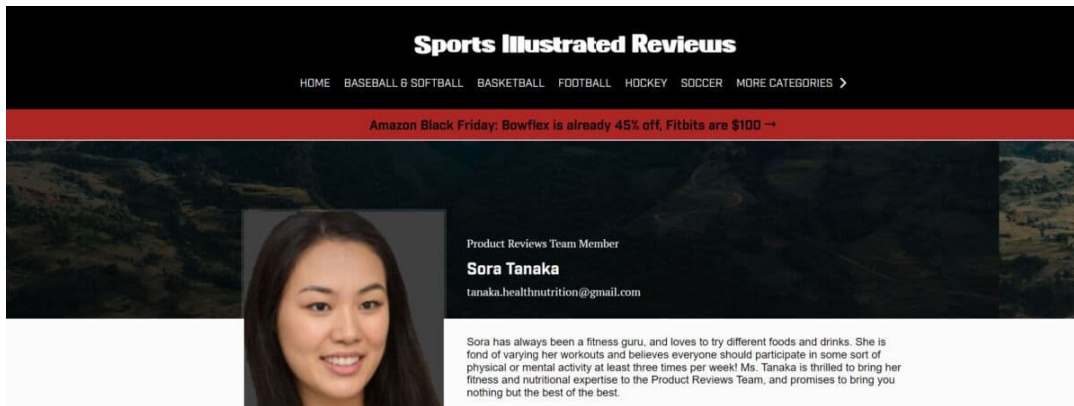 Sports Illustrated Reviews
HOME BASEBALL & SOFTBALL BASKETBALL FOOTBALL HOCKEY SOCCER MORE CATEGORIES
Amazon Black Friday: Bowflex is already 45% off, Fitbits are $100 →
Product Reviews Team Member
Sora Tanaka
tanaka.healthnutrition@gmail.com
Sora has always been a fitness guru, and loves to try different foods and drinks. She is
fond of varying her workouts and believes everyone should participate in some sort of
physical or mental activity at least three times per week! Ms. Tanaka is thrilled to bring her
fitness and nutritional expertise to the Product Reviews Team, and promises to bring you
nothing but the best of the best.